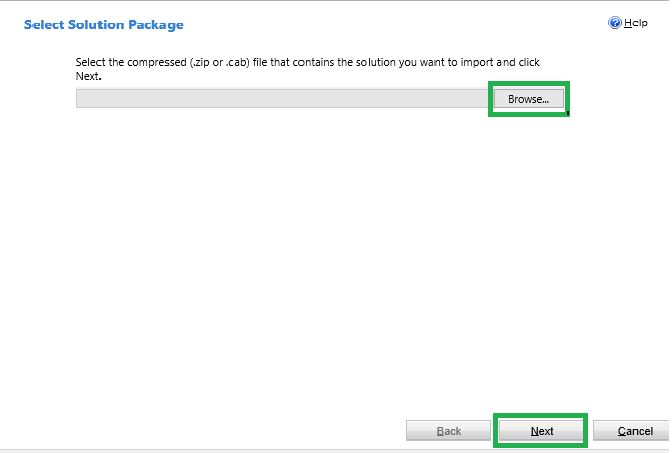 Select Solution Package
Help
Select the compressed (.zip or .cab) file that contains the solution you want to import and click
Next.
Browse...
Back
Next
Cancel